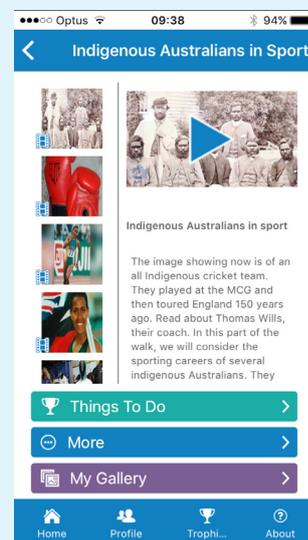 Optus 09:38 94%
Indigenous Australians in Sport
Indigenous Australians in sport
The image showing now is of an
all Indigenous cricket team.
They played at the MCG and
then toured England 150 years
ago. Read about Thomas Wills,
their coach. In this part of the
walk, we will consider the
sporting careers of several
indigenous Australians. They
Things To Do
More
My Gallery
Home Profile Trophi... About